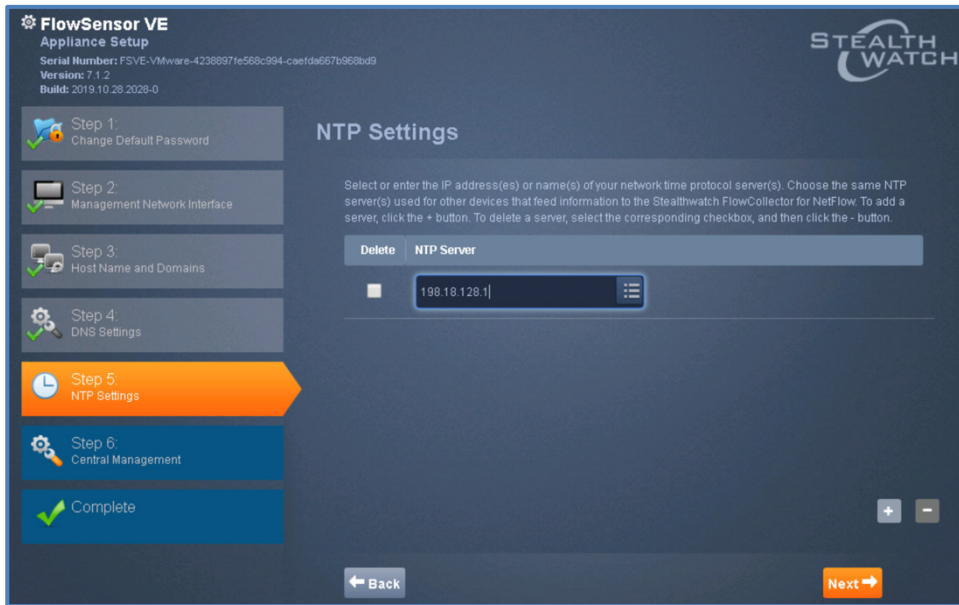 FlowSensor VE
Appliance Setup
Serial Number: FSVE-VMware-4238897fe568c994-caefda667b968bd9
Version: 7.1.2
Build: 2019.10.28.2028-0
STEALTH
WATCH
Step 1:
Change Default Password
Step 2:
Management Network Interface
Step 3:
Host Name and Domains
Step 4:
DNS Settings
Step 5:
NTP Settings
Step 6:
Central Management
Complete
NTP Settings
Select or enter the IP address(es) or name(s) of your network time protocol server(s). Choose the same NTP
server(s) used for other devices that feed information to the Stealthwatch FlowCollector for NetFlow. To add a
server, click the + button. To delete a server, select the corresponding checkbox, and then click the - button.
Delete NTP Server
198.18.128.1
+ -
Back Next